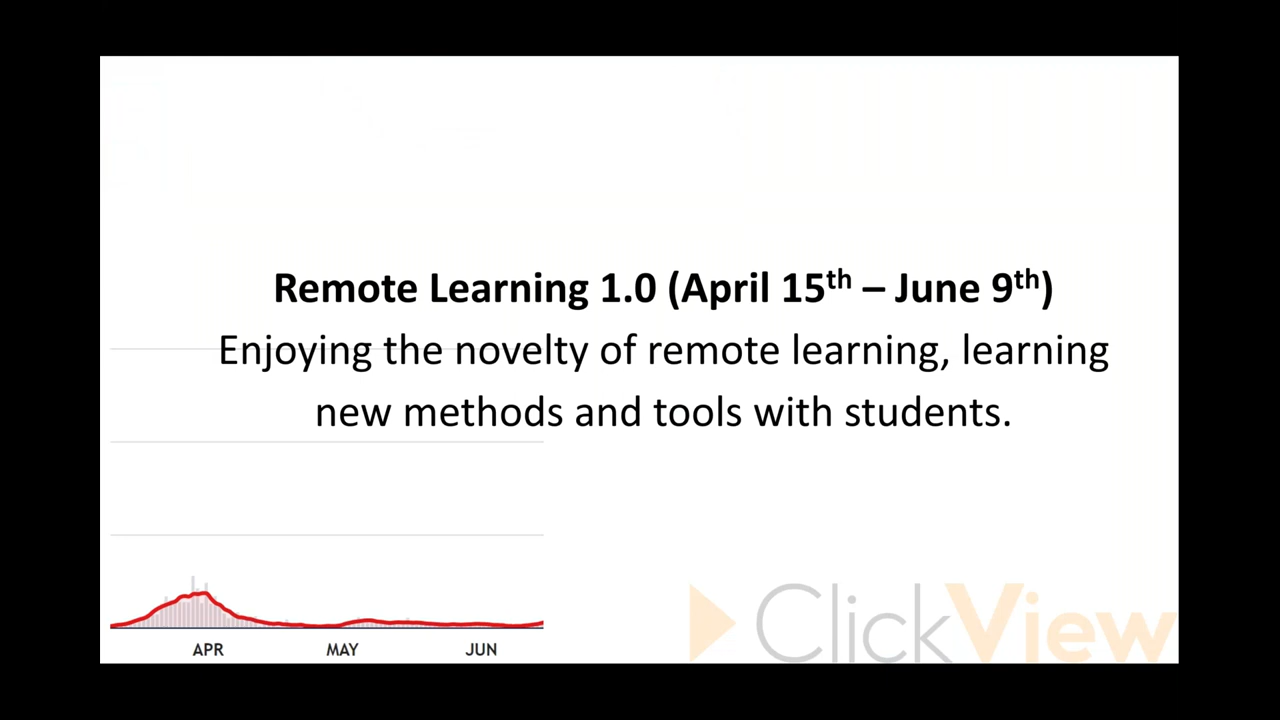 Remote Learning 1.0 (April 15th – June 9th)
Enjoying the novelty of remote learning, learning
new methods and tools with students.
APR MAY JUN
ClickView